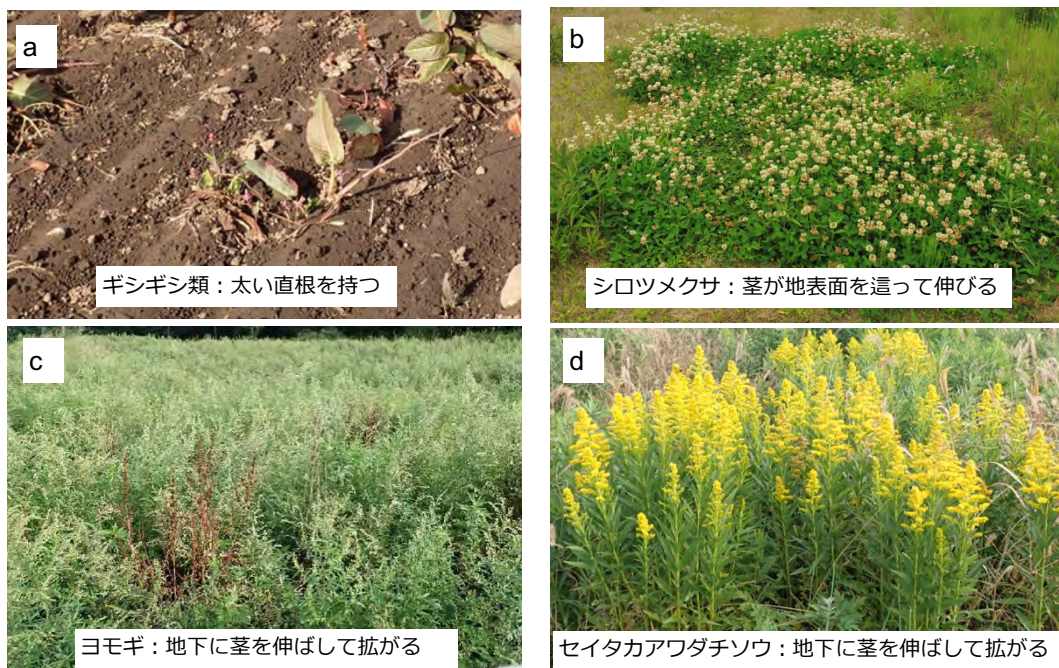 a
ギシギシ類：太い直根を持つ
b
シロツメクサ：茎が地表面を這って伸びる
c
ヨモギ：地下に茎を伸ばして拡がる
d
セイタカアワダチソウ：地下に茎を伸ばして拡がる